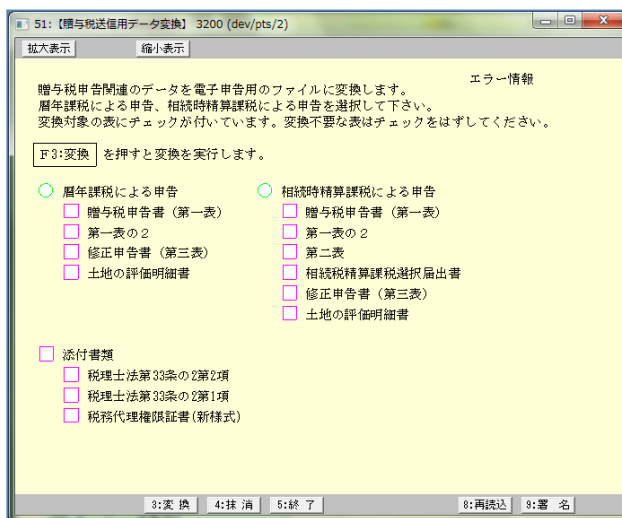 51:【贈与税送信用データ変換】 3200 (dev/pts/2)
拡大表示 縮小表示
エラー情報
贈与税申告関連のデータを電子申告用のファイルに変換します。
暦年課税による申告、相続時精算課税による申告を選択して下さい。
変換対象の表にチェックが付いています。変換不要な表はチェックをはずしてください。
F3:変換 を押すと変換を実行します。
暦年課税による申告
贈与税申告書（第一表）
第一表の２
修正申告書（第三表）
土地の評価明細書
相続時精算課税による申告
贈与税申告書（第一表）
第一表の２
第二表
相続税精算課税選択届出書
修正申告書（第三表）
土地の評価明細書
添付書類
税理士法第33条の2第2項
税理士法第33条の2第1項
税務代理権限証書(新様式)
3:変 換 4:抹 消 5:終 了 8:再読込 9:署 名